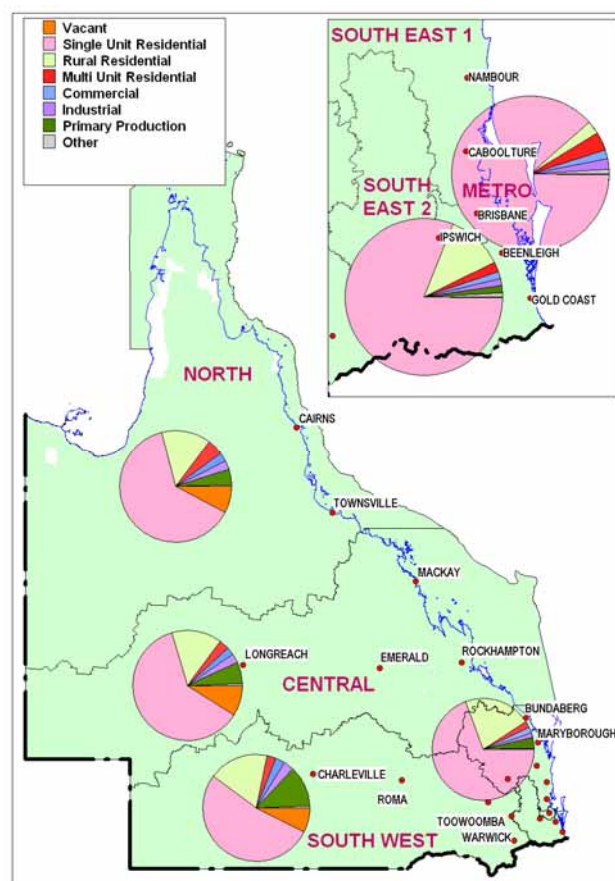 Vacant
Single Unit Residential
Rural Residential
Multi Unit Residential
Commercial
Industrial
Primary Production
Other
SOUTH EAST 1
NAMBOUR
CABOOLTURE
SOUTH
EAST 2
METRO
BRISBANE
IPSWICH
BEENLEIGH
GOLD COAST
NORTH
CAIRNS
TOWNSVILLE
MACKAY
LONGREACH
EMERALD
ROCKHAMPTON
CENTRAL
BUNDABERG
MARYBOROUGH
CHARLEVILLE
ROMA
TOOWOOMBA
SOUTH WEST
WARWICK